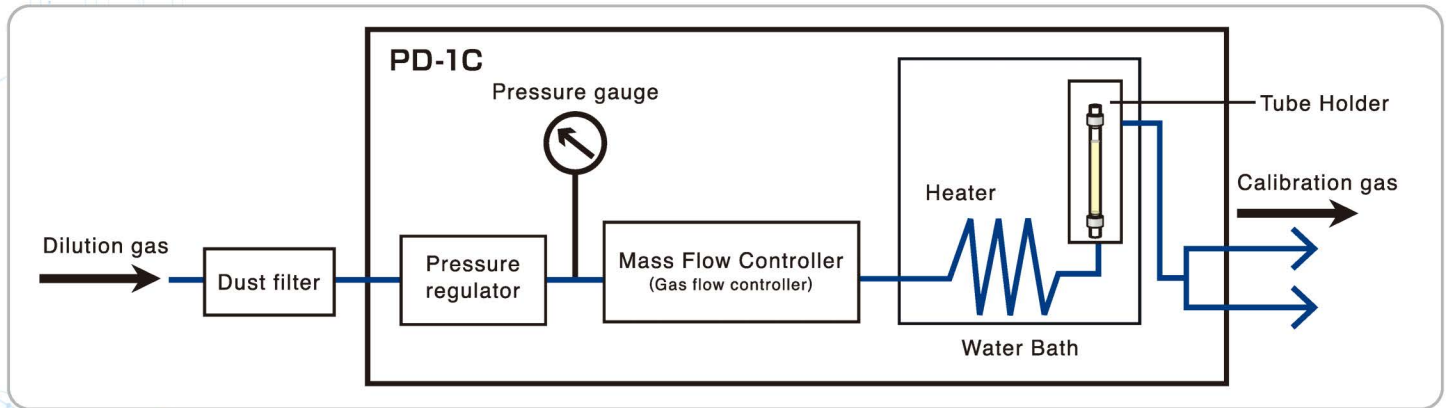 PD-1C
Pressure gauge
Tube Holder
Heater
Calibration gas
Dilution gas
Dust filter
Pressure
regulator
Mass Flow Controller
(Gas flow controller)
Water Bath